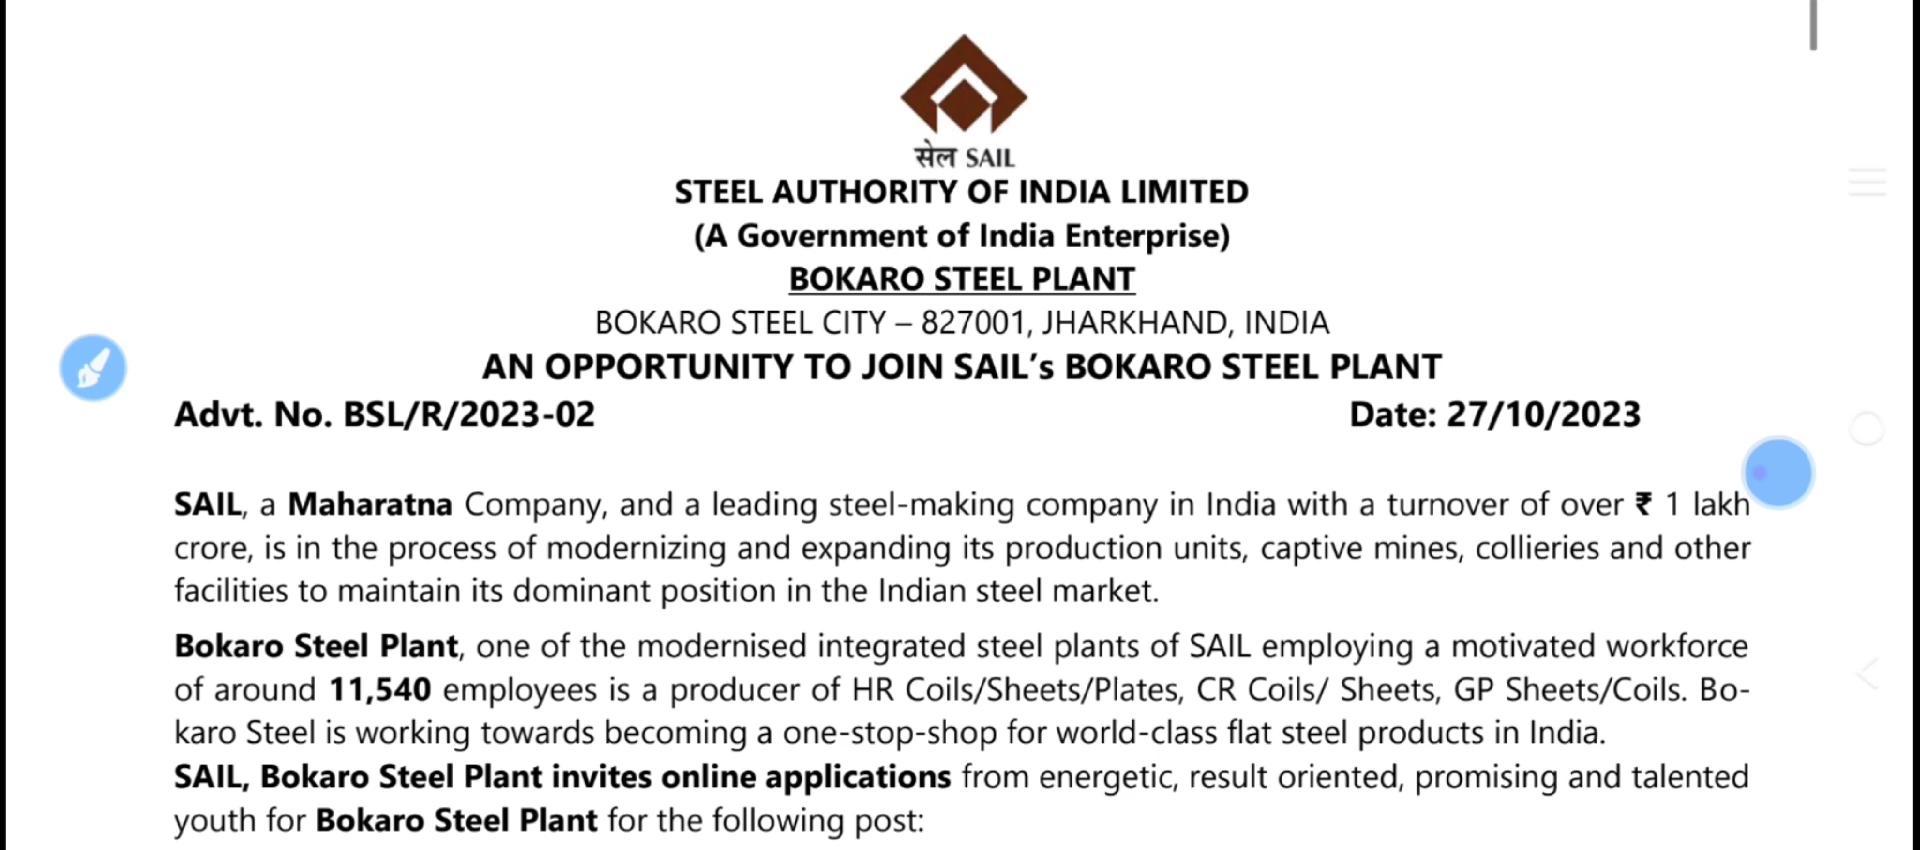 सेल SAIL
STEEL AUTHORITY OF INDIA LIMITED
(A Government of India Enterprise)
BOKARO STEEL PLANT
BOKARO STEEL CITY – 827001, JHARKHAND, INDIA
AN OPPORTUNITY TO JOIN SAIL’s BOKARO STEEL PLANT
Advt. No. BSL/R/2023-02 Date: 27/10/2023
SAIL, a Maharatna Company, and a leading steel-making company in India with a turnover of over ₹ 1 lakh
crore, is in the process of modernizing and expanding its production units, captive mines, collieries and other
facilities to maintain its dominant position in the Indian steel market.
Bokaro Steel Plant, one of the modernised integrated steel plants of SAIL employing a motivated workforce
of around 11,540 employees is a producer of HR Coils/Sheets/Plates, CR Coils/ Sheets, GP Sheets/Coils. Bo-
karo Steel is working towards becoming a one-stop-shop for world-class flat steel products in India.
SAIL, Bokaro Steel Plant invites online applications from energetic, result oriented, promising and talented
youth for Bokaro Steel Plant for the following post: